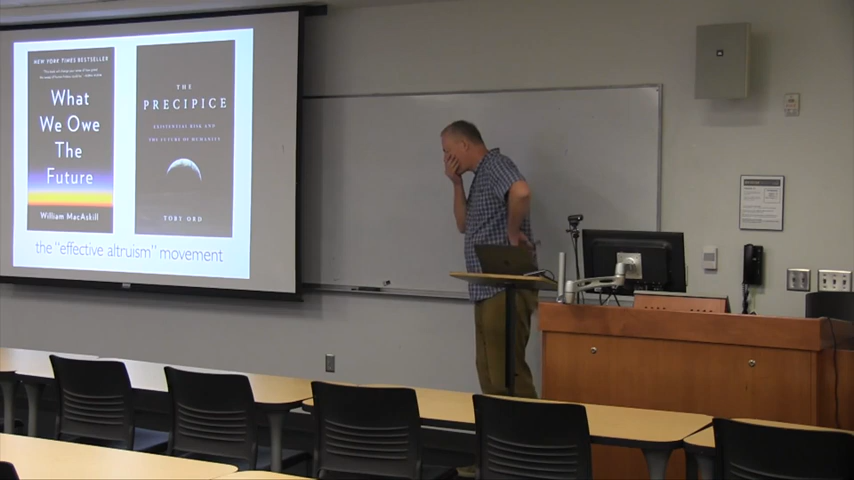 NEW YORK TIMES BESTSELLER
What
We Owe
The
Future
William MacAskill
THE
PRECIPICE
EXISTENTIAL RISK AND
THE FUTURE OF HUMANITY
TOBY ORD
the "effective altruism" movement